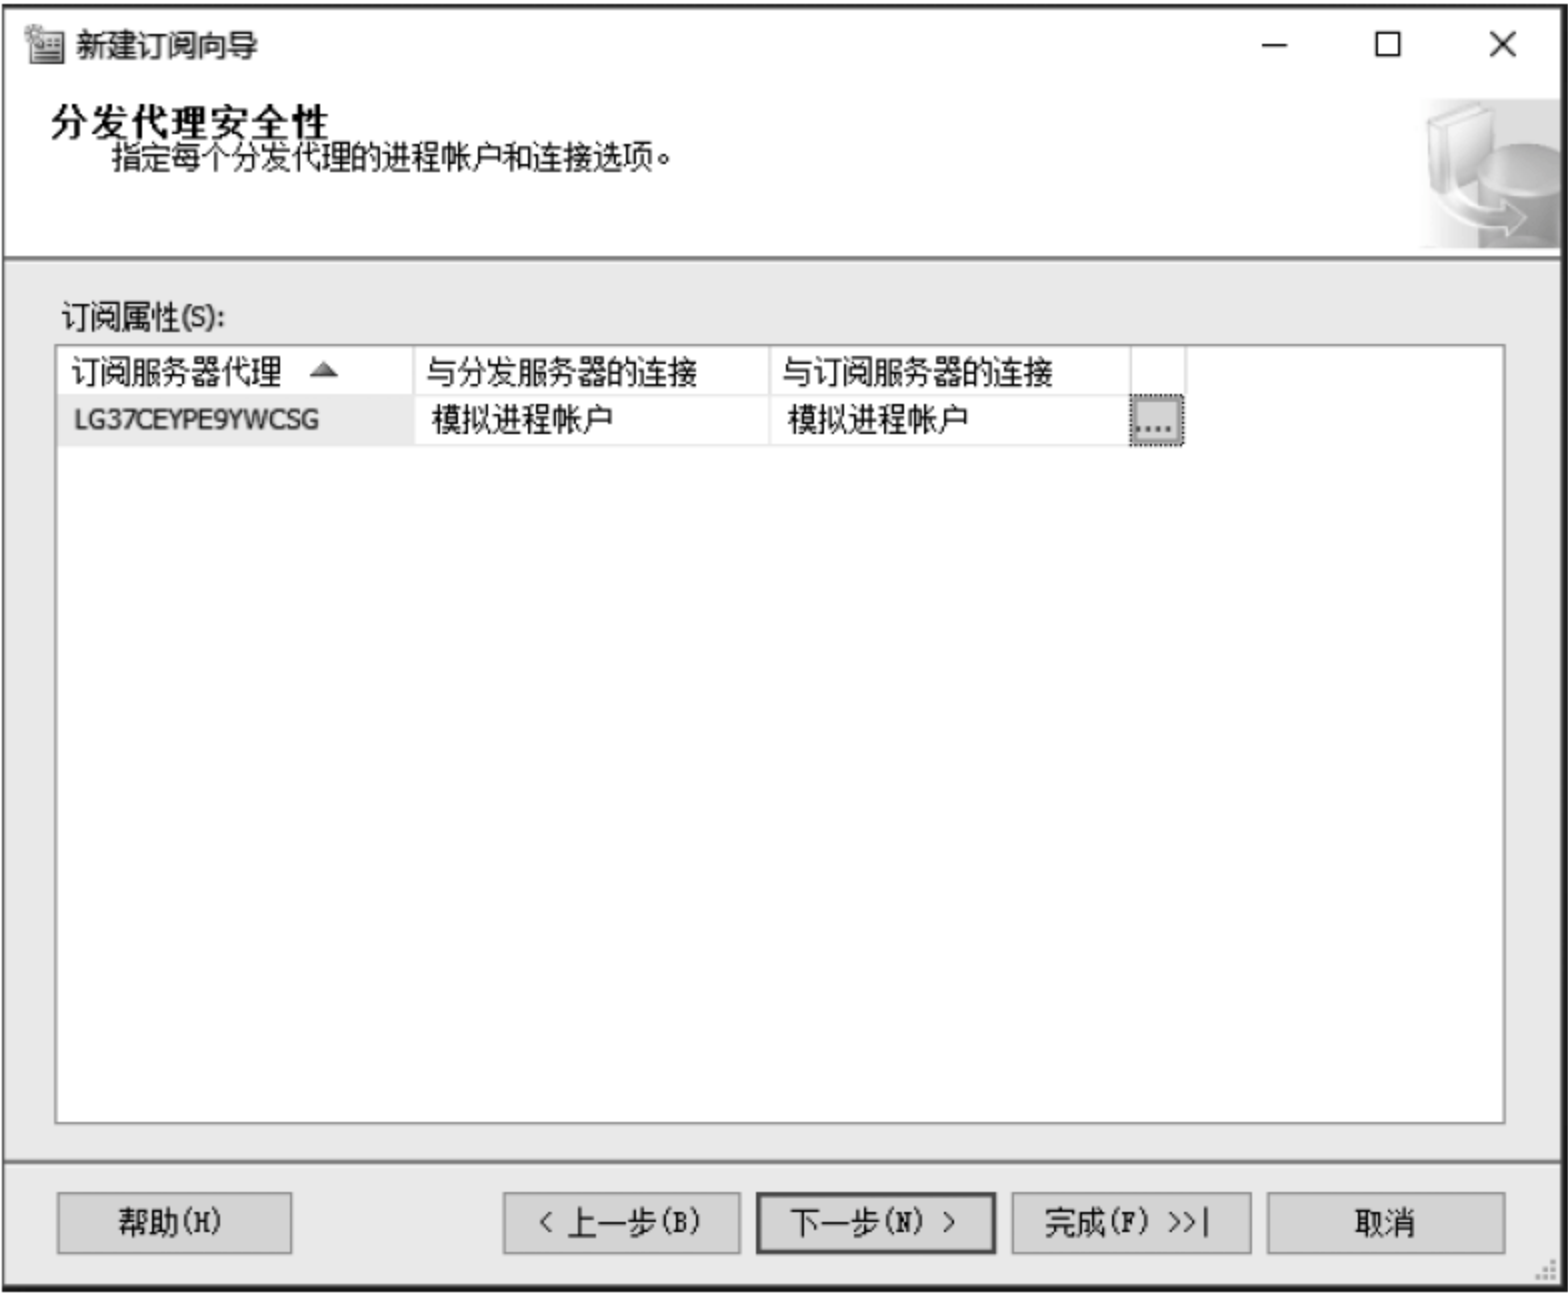 新建订阅向导
分发代理安全性
指定每个分发代理的进程帐户和连接选项。
订阅属性(S):
订阅服务器代理 与分发服务器的连接 与订阅服务器的连接
LG37CEYPE9YWCSG 模拟进程帐户 模拟进程帐户 ....
帮助(H) < 上一步(B) 下一步(N) > 完成(F) >>| 取消